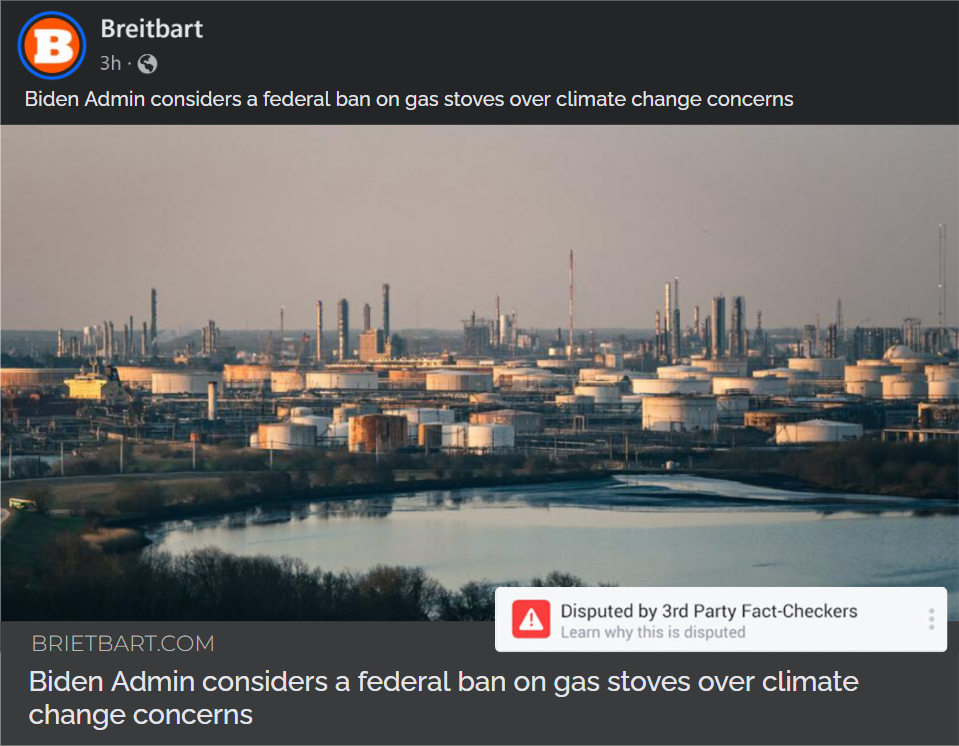 Breitbart
3h ·
Biden Admin considers a federal ban on gas stoves over climate change concerns
Disputed by 3rd Party Fact-Checkers
Learn why this is disputed
BRIETBART.COM
Biden Admin considers a federal ban on gas stoves over climate
change concerns